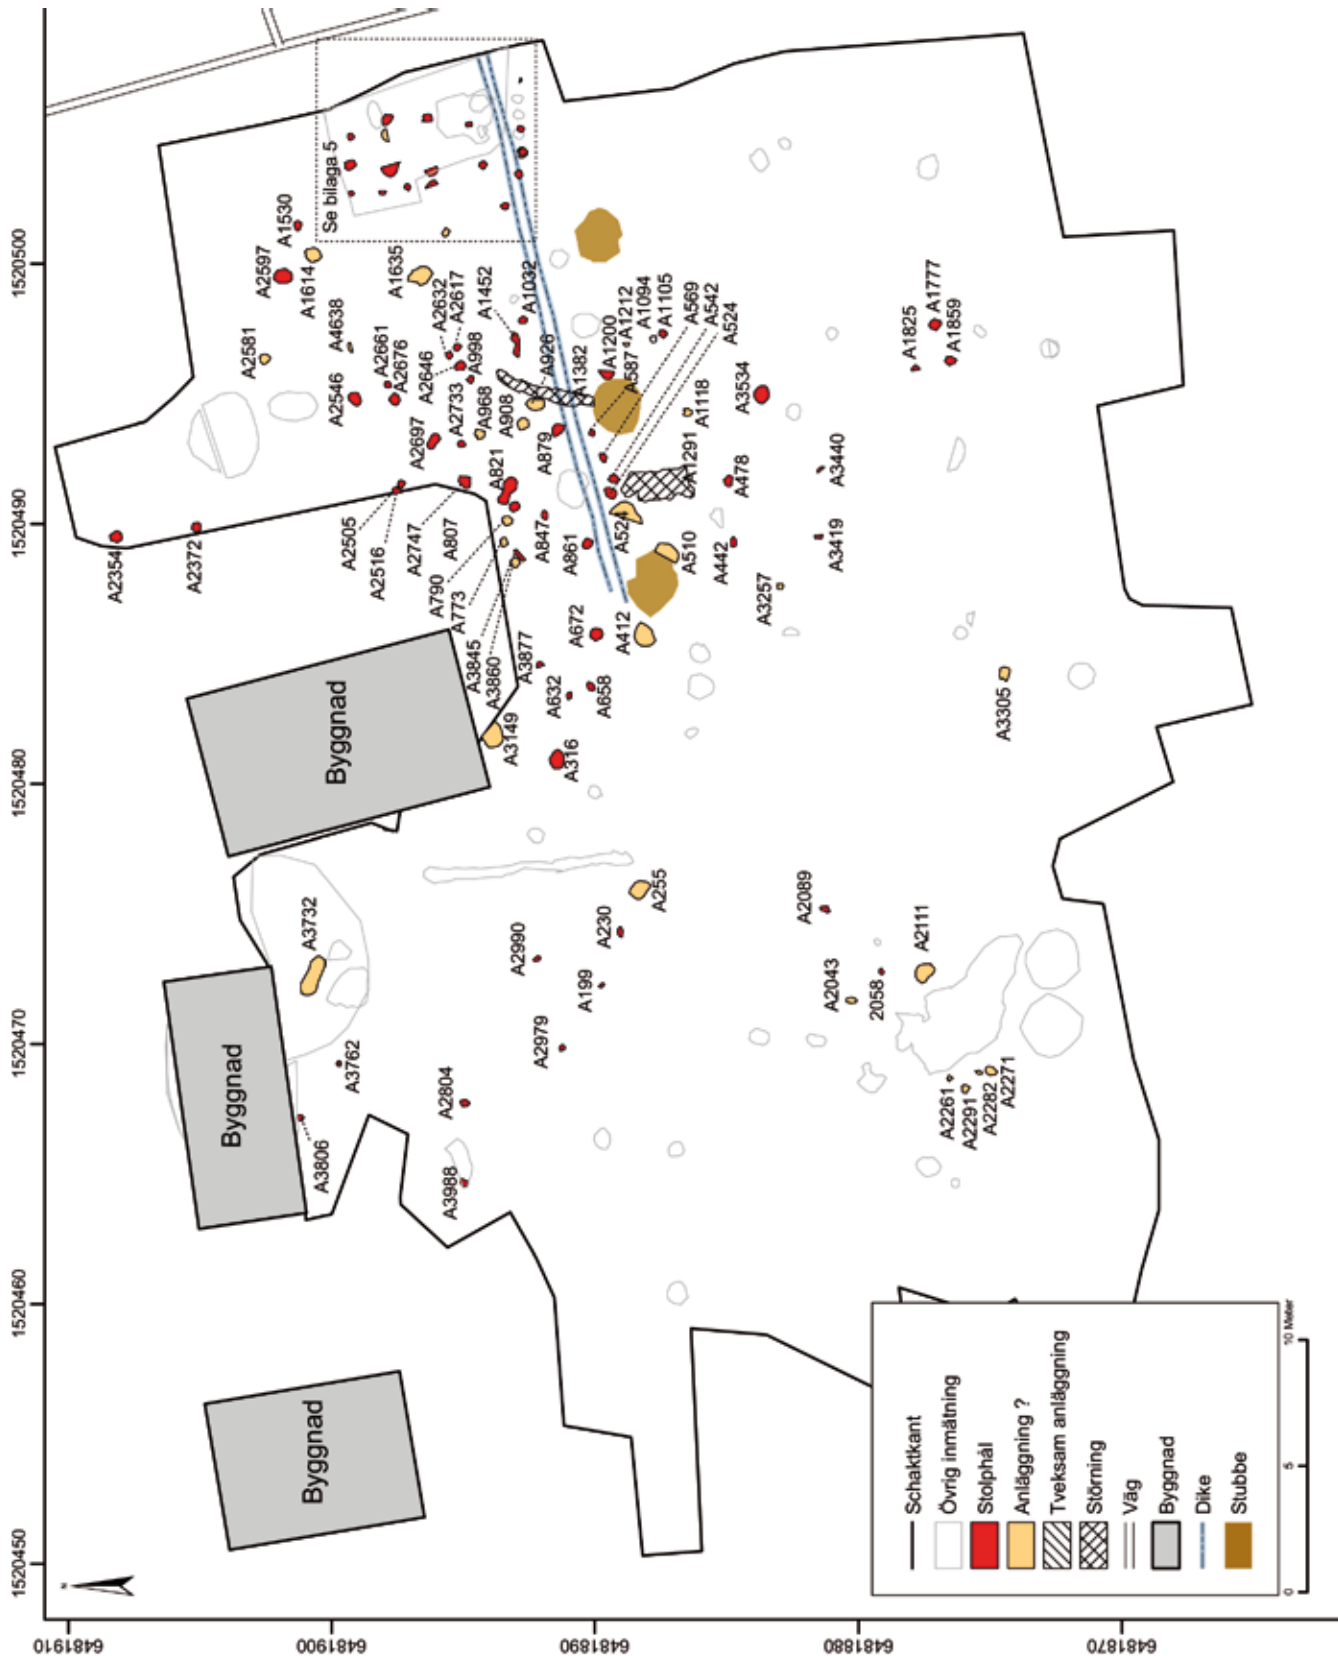 1520450
1520460
1520470
1520480
1520490
1520500
6481910
6481900
6481890
6481880
6481870
N
Byggnad
Byggnad
Byggnad
Se bilaga 5
A1530
A2597
A1614
A1635
A2581
A4638
A2661
A2676
A2546
A2632
A2617
A1452
A1032
A2646
A998
A2733
A968
A908
A926
A1382
A2697
A879
A821
A2354
A2372
A2505
A2516
A2747
A807
A790
A773
A847
A861
A3845
A3860
A3877
A632
A658
A672
A412
A3149
A316
A1200
A1212
A1094
A1105
A569
A542
A524
A587
A1118
A3534
A1291
A478
A524
A510
A442
A3440
A3419
A3257
A1825
A1777
A1859
A3305
A3732
A3762
A3806
A2804
A3988
A2990
A230
A255
A199
A2979
A2089
A2111
A2043
2058
A2261
A2291
A2282
A2271
Schaktkant
Övrig inmätning
Stolphål
Anläggning ?
Tveksam anläggning
Störning
Väg
Byggnad
Dike
Stubbe
0
5
10 Meter